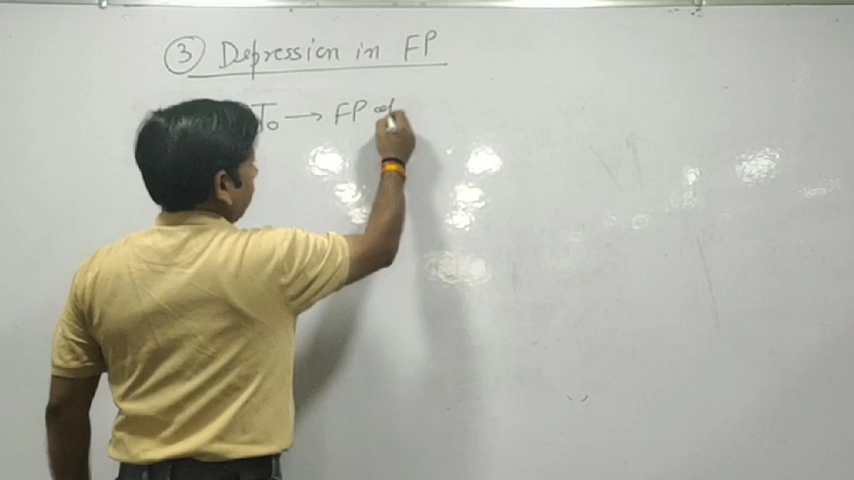 ③ Depression in FP
T₀ → FP of